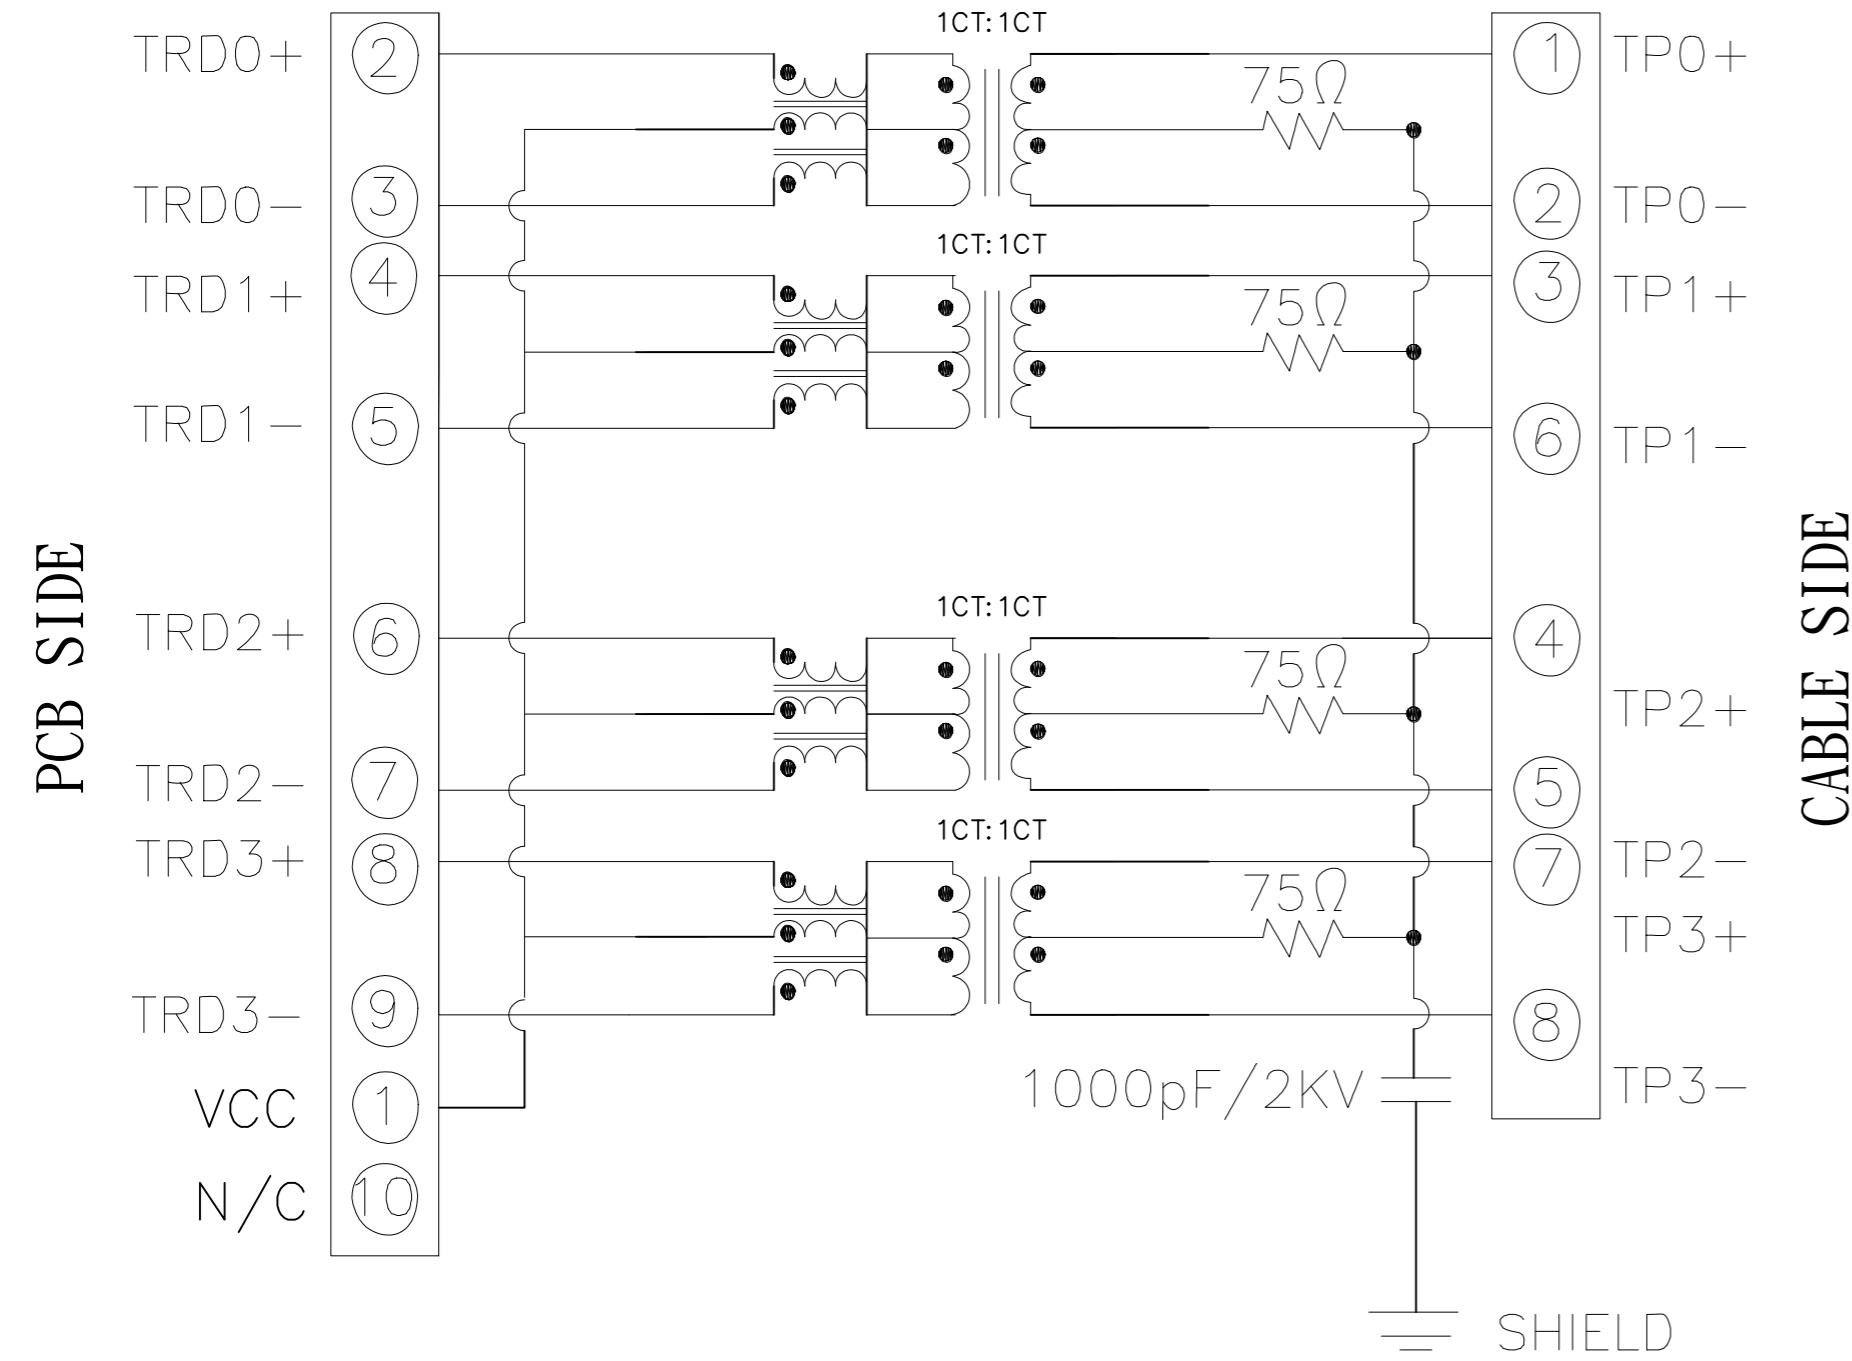 1CT:1CT
TRD0+ 2 75Ω 1 TP0+
TRD0- 3 2 TP0-
1CT:1CT
TRD1+ 4 75Ω 3 TP1+
TRD1- 5 6 TP1-
PCB SIDE
CABLE SIDE
1CT:1CT
TRD2+ 6 75Ω 4 TP2+
TRD2- 7 5
1CT:1CT
TRD3+ 8 75Ω 7 TP2-
TP3+
TRD3- 9 8
VCC 1 1000pF/2KV TP3-
N/C 10
SHIELD